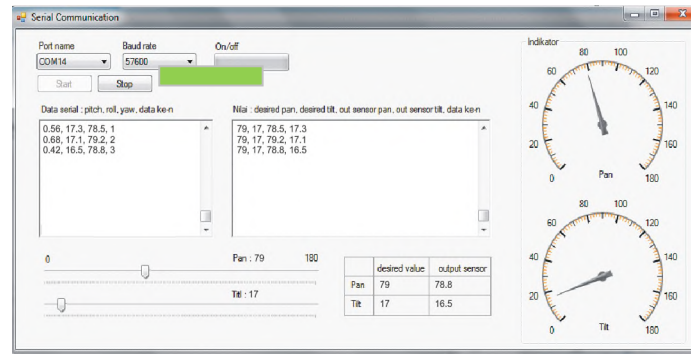 Serial Communication
Port name Baud rate On/off
COM14 57600
Start Stop
Data serial : pitch, roll, yaw, data ke-n
0.56, 17.3, 78.5, 1
0.68, 17.1, 79.2, 2
0.42, 16.5, 78.8, 3
Nilai : desired pan, desired tilt, out sensor pan, out sensor tilt, data ke-n
79, 17, 78.5, 17.3
79, 17, 79.2, 17.1
79, 17, 78.8, 16.5
0 Pan : 79 180
Titl : 17
desired value output sensor
Pan 79 78.8
Tilt 17 16.5
Indikator
0 20 40 60 80 100 120 140 160 180
Pan
0 20 40 60 80 100 120 140 160 180
Tilt